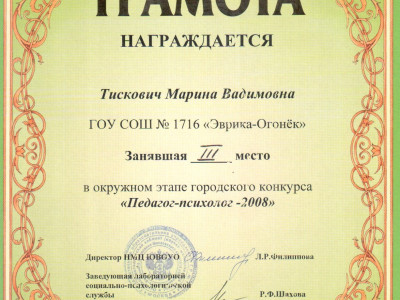 ГРАМОТА
НАГРАЖДАЕТСЯ
Тискович Марина Вадимовна
ГОУ СОШ № 1716 «Эврика-Огонёк»
Занявшая III место
в окружном этапе городского конкурса
«Педагог-психолог -2008»
Директор НМЦ ЮВОУО Л.Р.Филиппова
Заведующая лабораторией
социально-психологической
службы Р.Ф.Шахова